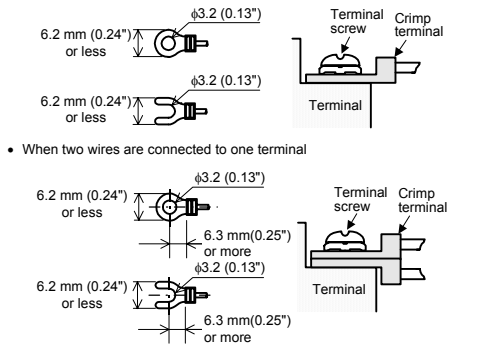 ϕ3.2 (0.13")
6.2 mm (0.24")
or less
ϕ3.2 (0.13")
6.2 mm (0.24")
or less
Terminal
screw
Crimp
terminal
Terminal
• When two wires are connected to one terminal
ϕ3.2 (0.13")
6.2 mm (0.24")
or less
6.3 mm(0.25")
or more
ϕ3.2 (0.13")
6.2 mm (0.24")
or less
6.3 mm(0.25")
or more
Terminal
screw
Crimp
terminal
Terminal